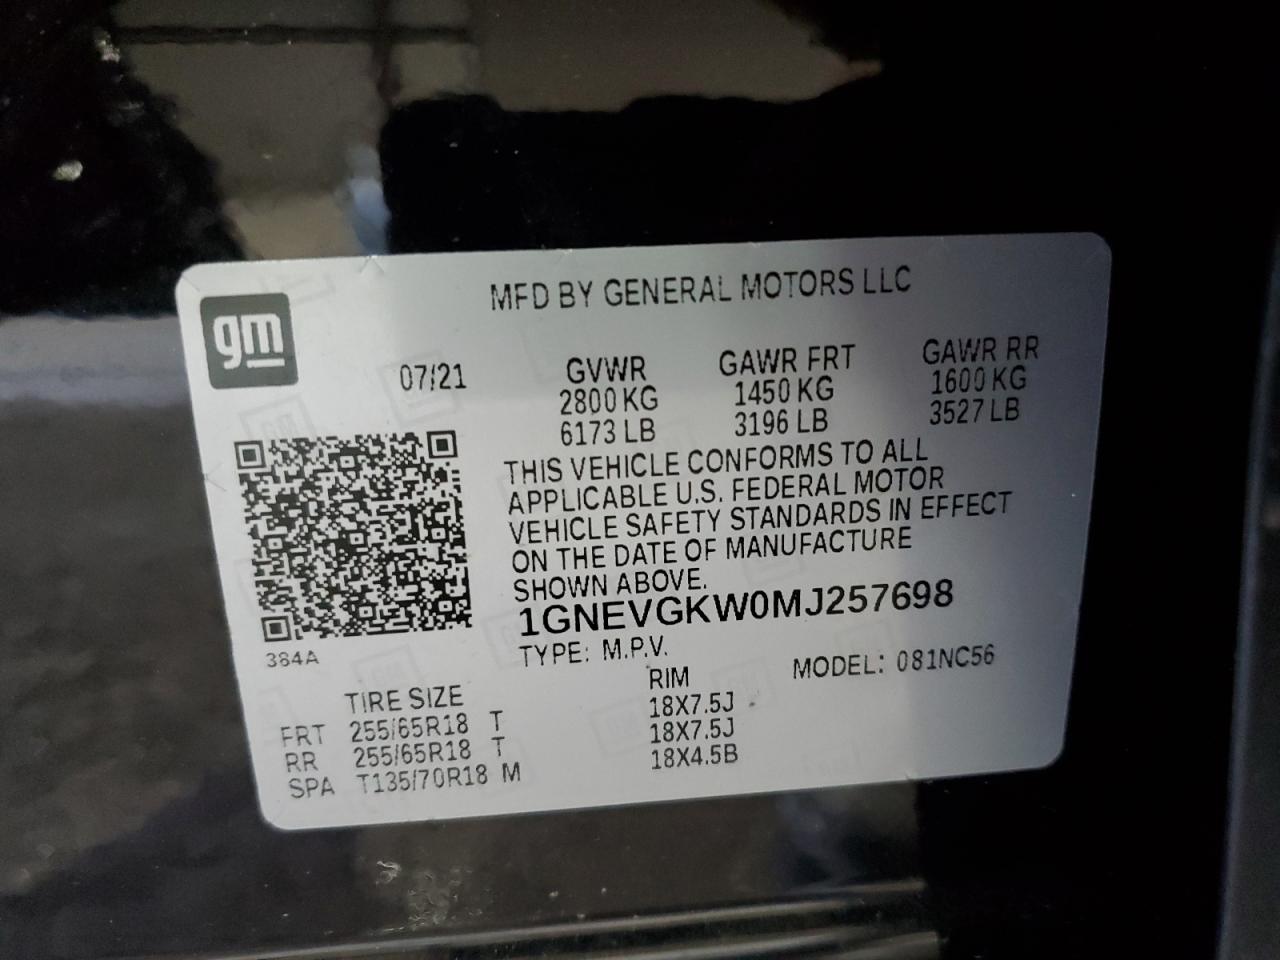 MFD BY GENERAL MOTORS LLC
gm
07/21
GVWR GAWR FRT GAWR RR
2800 KG 1450 KG 1600 KG
6173 LB 3196 LB 3527 LB
THIS VEHICLE CONFORMS TO ALL
APPLICABLE U.S. FEDERAL MOTOR
VEHICLE SAFETY STANDARDS IN EFFECT
ON THE DATE OF MANUFACTURE
SHOWN ABOVE.
1GNEVGKW0MJ257698
384A
TYPE: M.P.V. MODEL: 081NC56
TIRE SIZE RIM
FRT 255/65R18 T 18X7.5J
RR 255/65R18 T 18X7.5J
SPA T135/70R18 M 18X4.5B